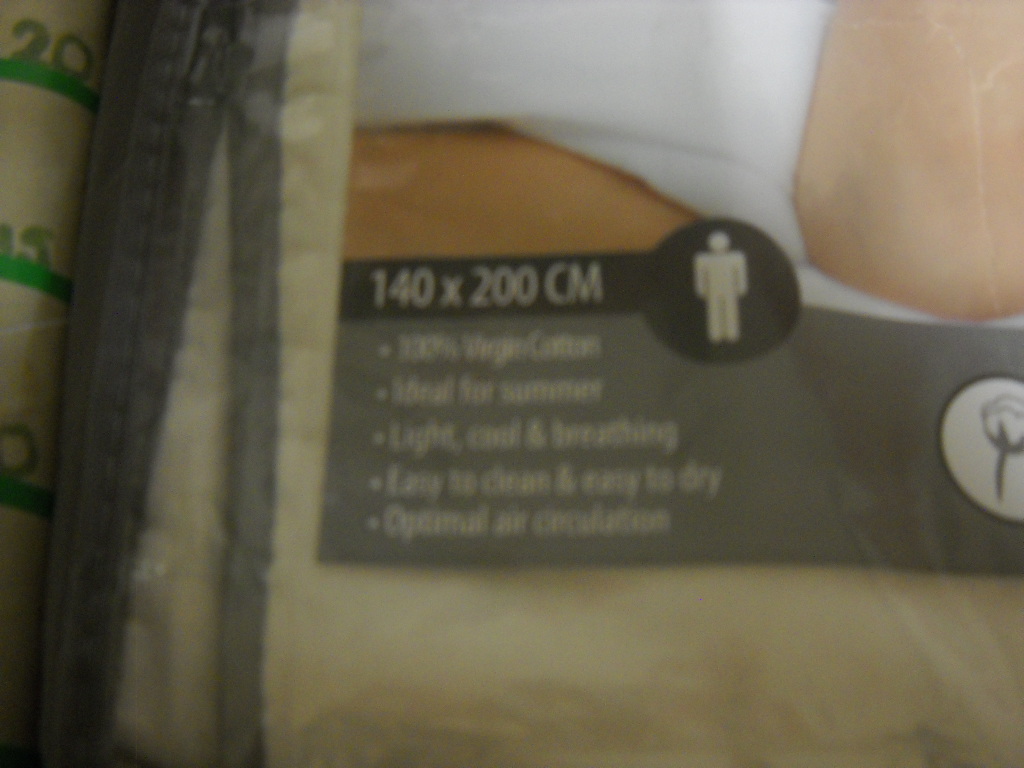 20
140 x 200 CM
• 100% Virgin Cotton
• Ideal for summer
• Light, cool & breathing
• Easy to clean & easy to dry
• Optimal air circulation